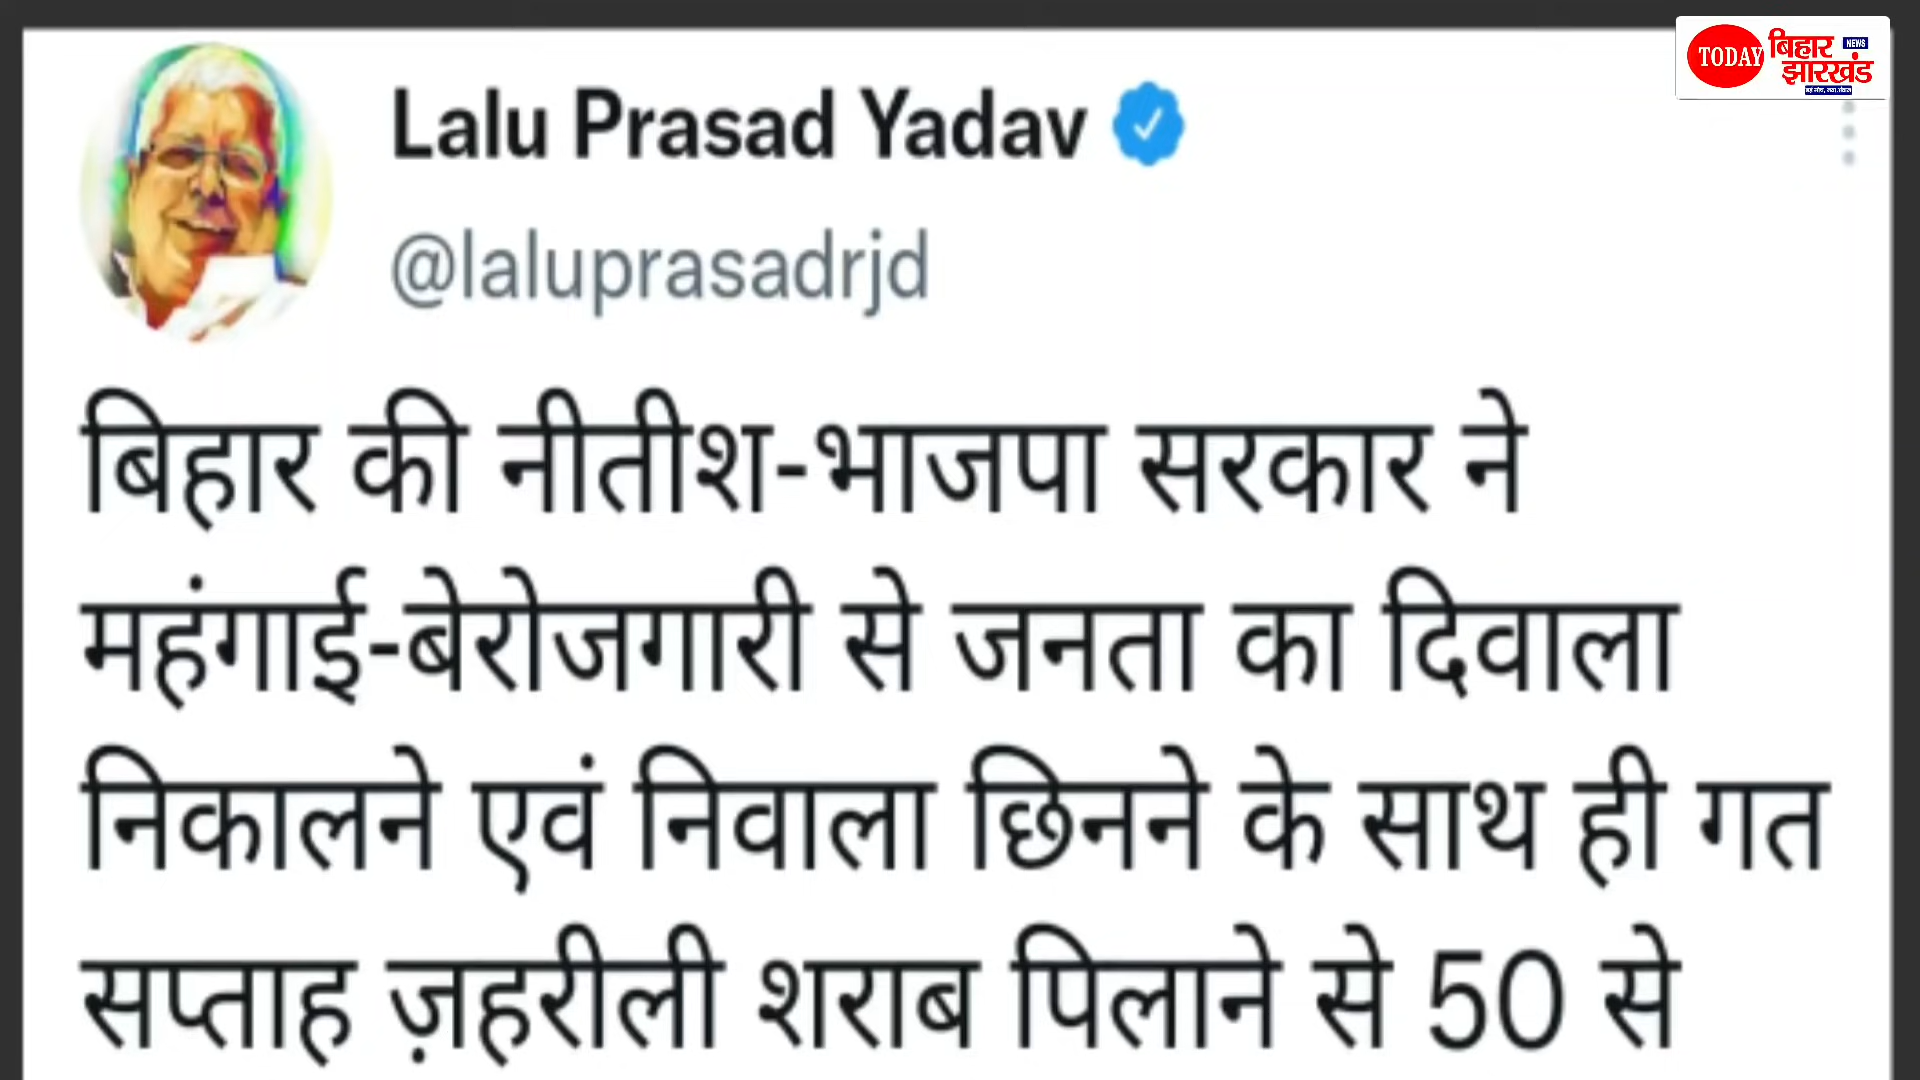 TODAY बिहार NEWS
झारखंड
Lalu Prasad Yadav
@laluprasadrjd
बिहार की नीतीश-भाजपा सरकार ने
महंगाई-बेरोजगारी से जनता का दिवाला
निकालने एवं निवाला छिनने के साथ ही गत
सप्ताह ज़हरीली शराब पिलाने से 50 से